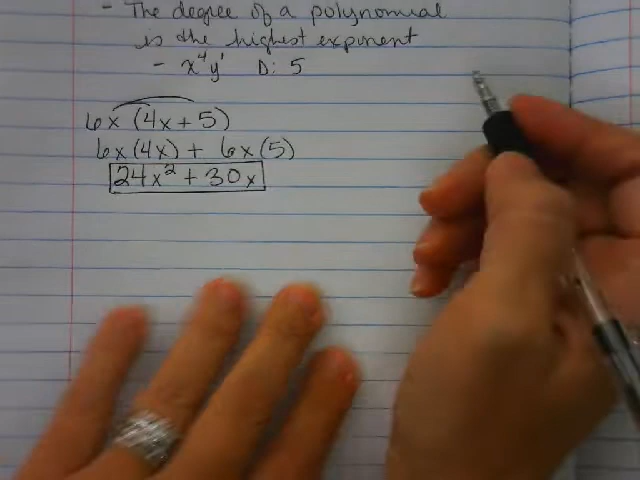 - The degree of a polynomial
is the highest exponent
- x⁴y¹ D: 5
6x (4x + 5)
6x(4x) + 6x(5)
24x² + 30x